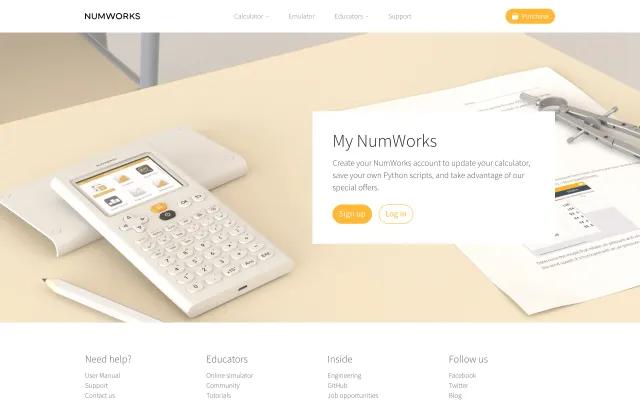 NUMWORKS
Calculator
Emulator
Educators
Support
Purchase
My NumWorks
Create your NumWorks account to update your calculator,
save your own Python scripts, and take advantage of our
special offers.
Sign up
Log in
Need help?
User Manual
Support
Contact us
Educators
Online simulator
Community
Tutorials
Inside
Engineering
GitHub
Job opportunities
Follow us
Facebook
Twitter
Blog